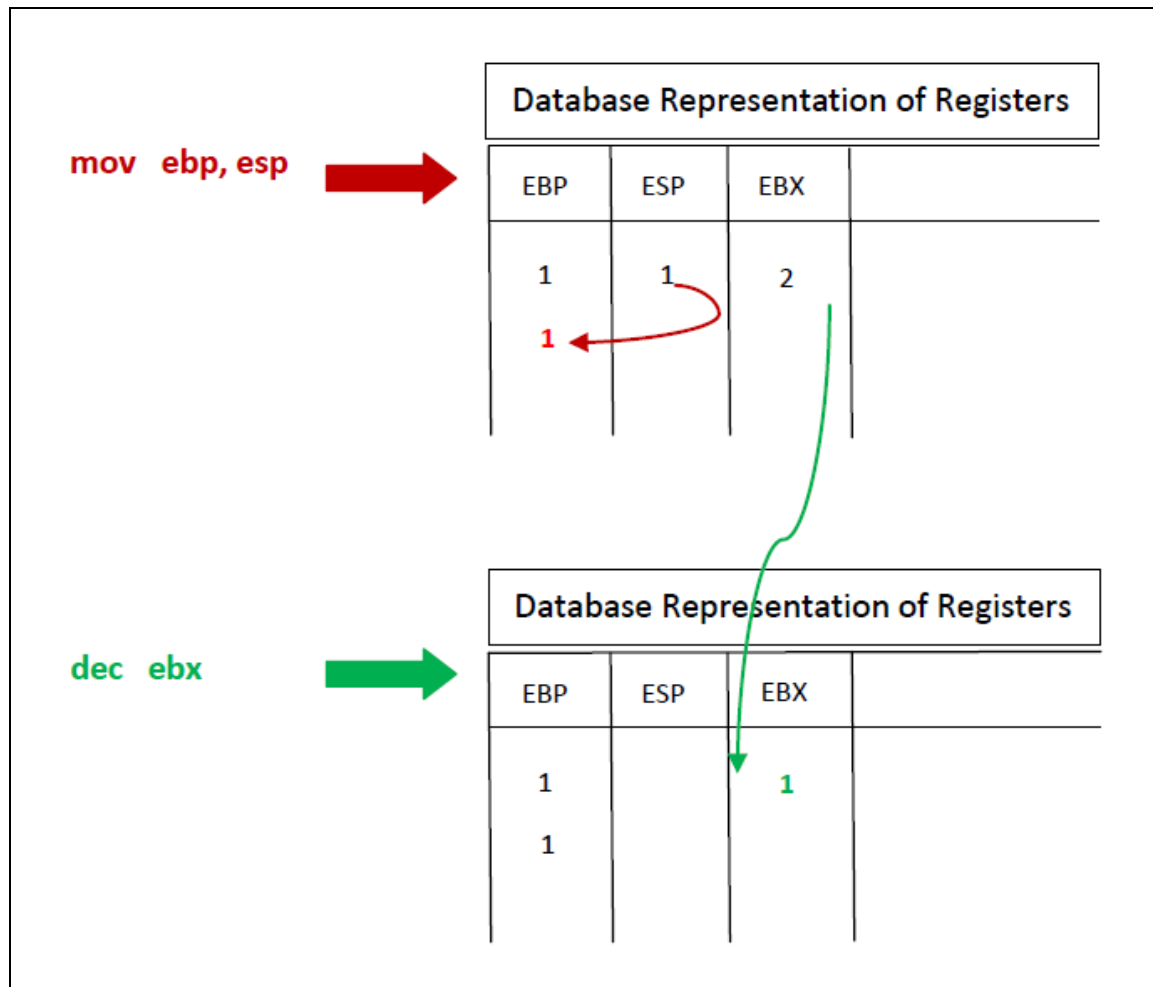 Database Representation of Registers
mov ebp, esp
EBP ESP EBX
1 1 2
1
Database Representation of Registers
dec ebx
EBP ESP EBX
1 1
1